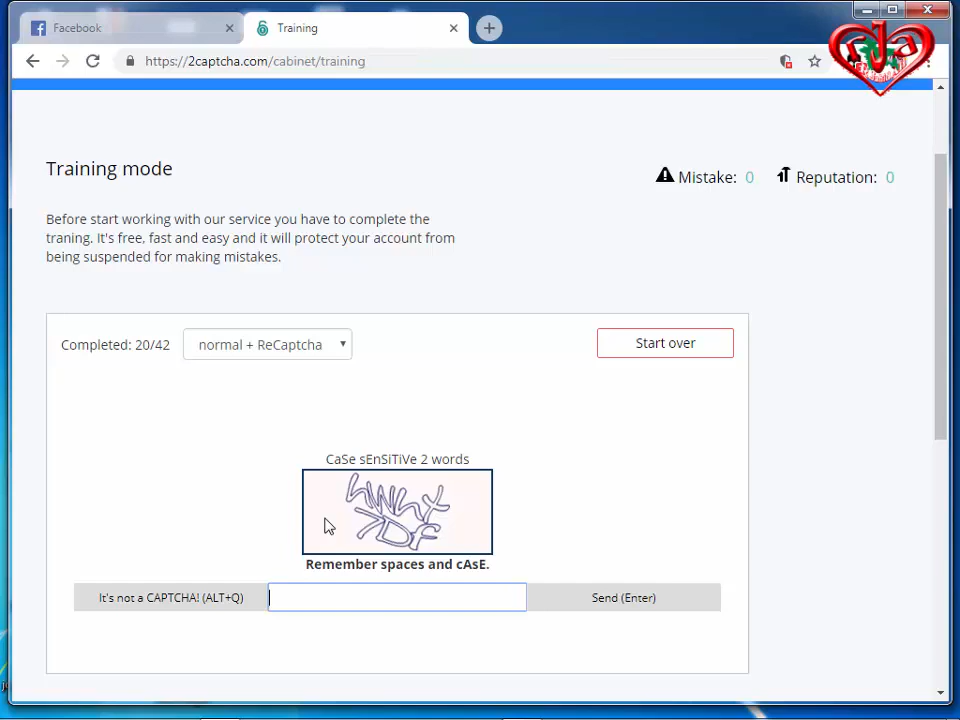 Facebook
Training
https://2captcha.com/cabinet/training
Training mode
Mistake: 0
Reputation: 0
Before start working with our service you have to complete the
traning. It's free, fast and easy and it will protect your account from
being suspended for making mistakes.
Completed: 20/42
normal + ReCaptcha
Start over
CaSe sEnSiTiVe 2 words
Remember spaces and cAsE.
It's not a CAPTCHA! (ALT+Q)
Send (Enter)